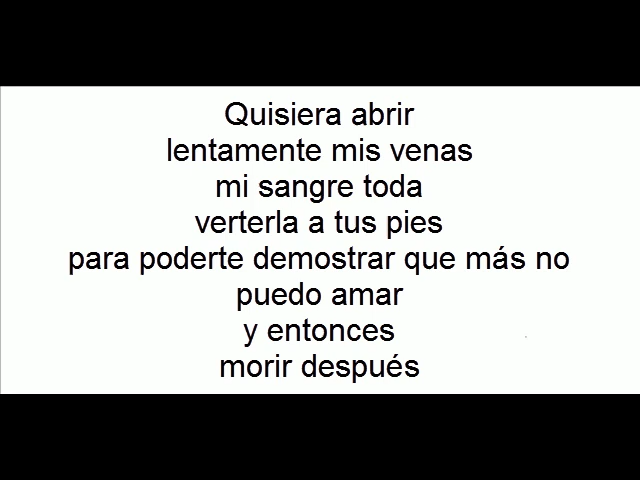 Quisiera abrir
lentamente mis venas
mi sangre toda
verterla a tus pies
para poderte demostrar que más no
puedo amar
y entonces
morir después